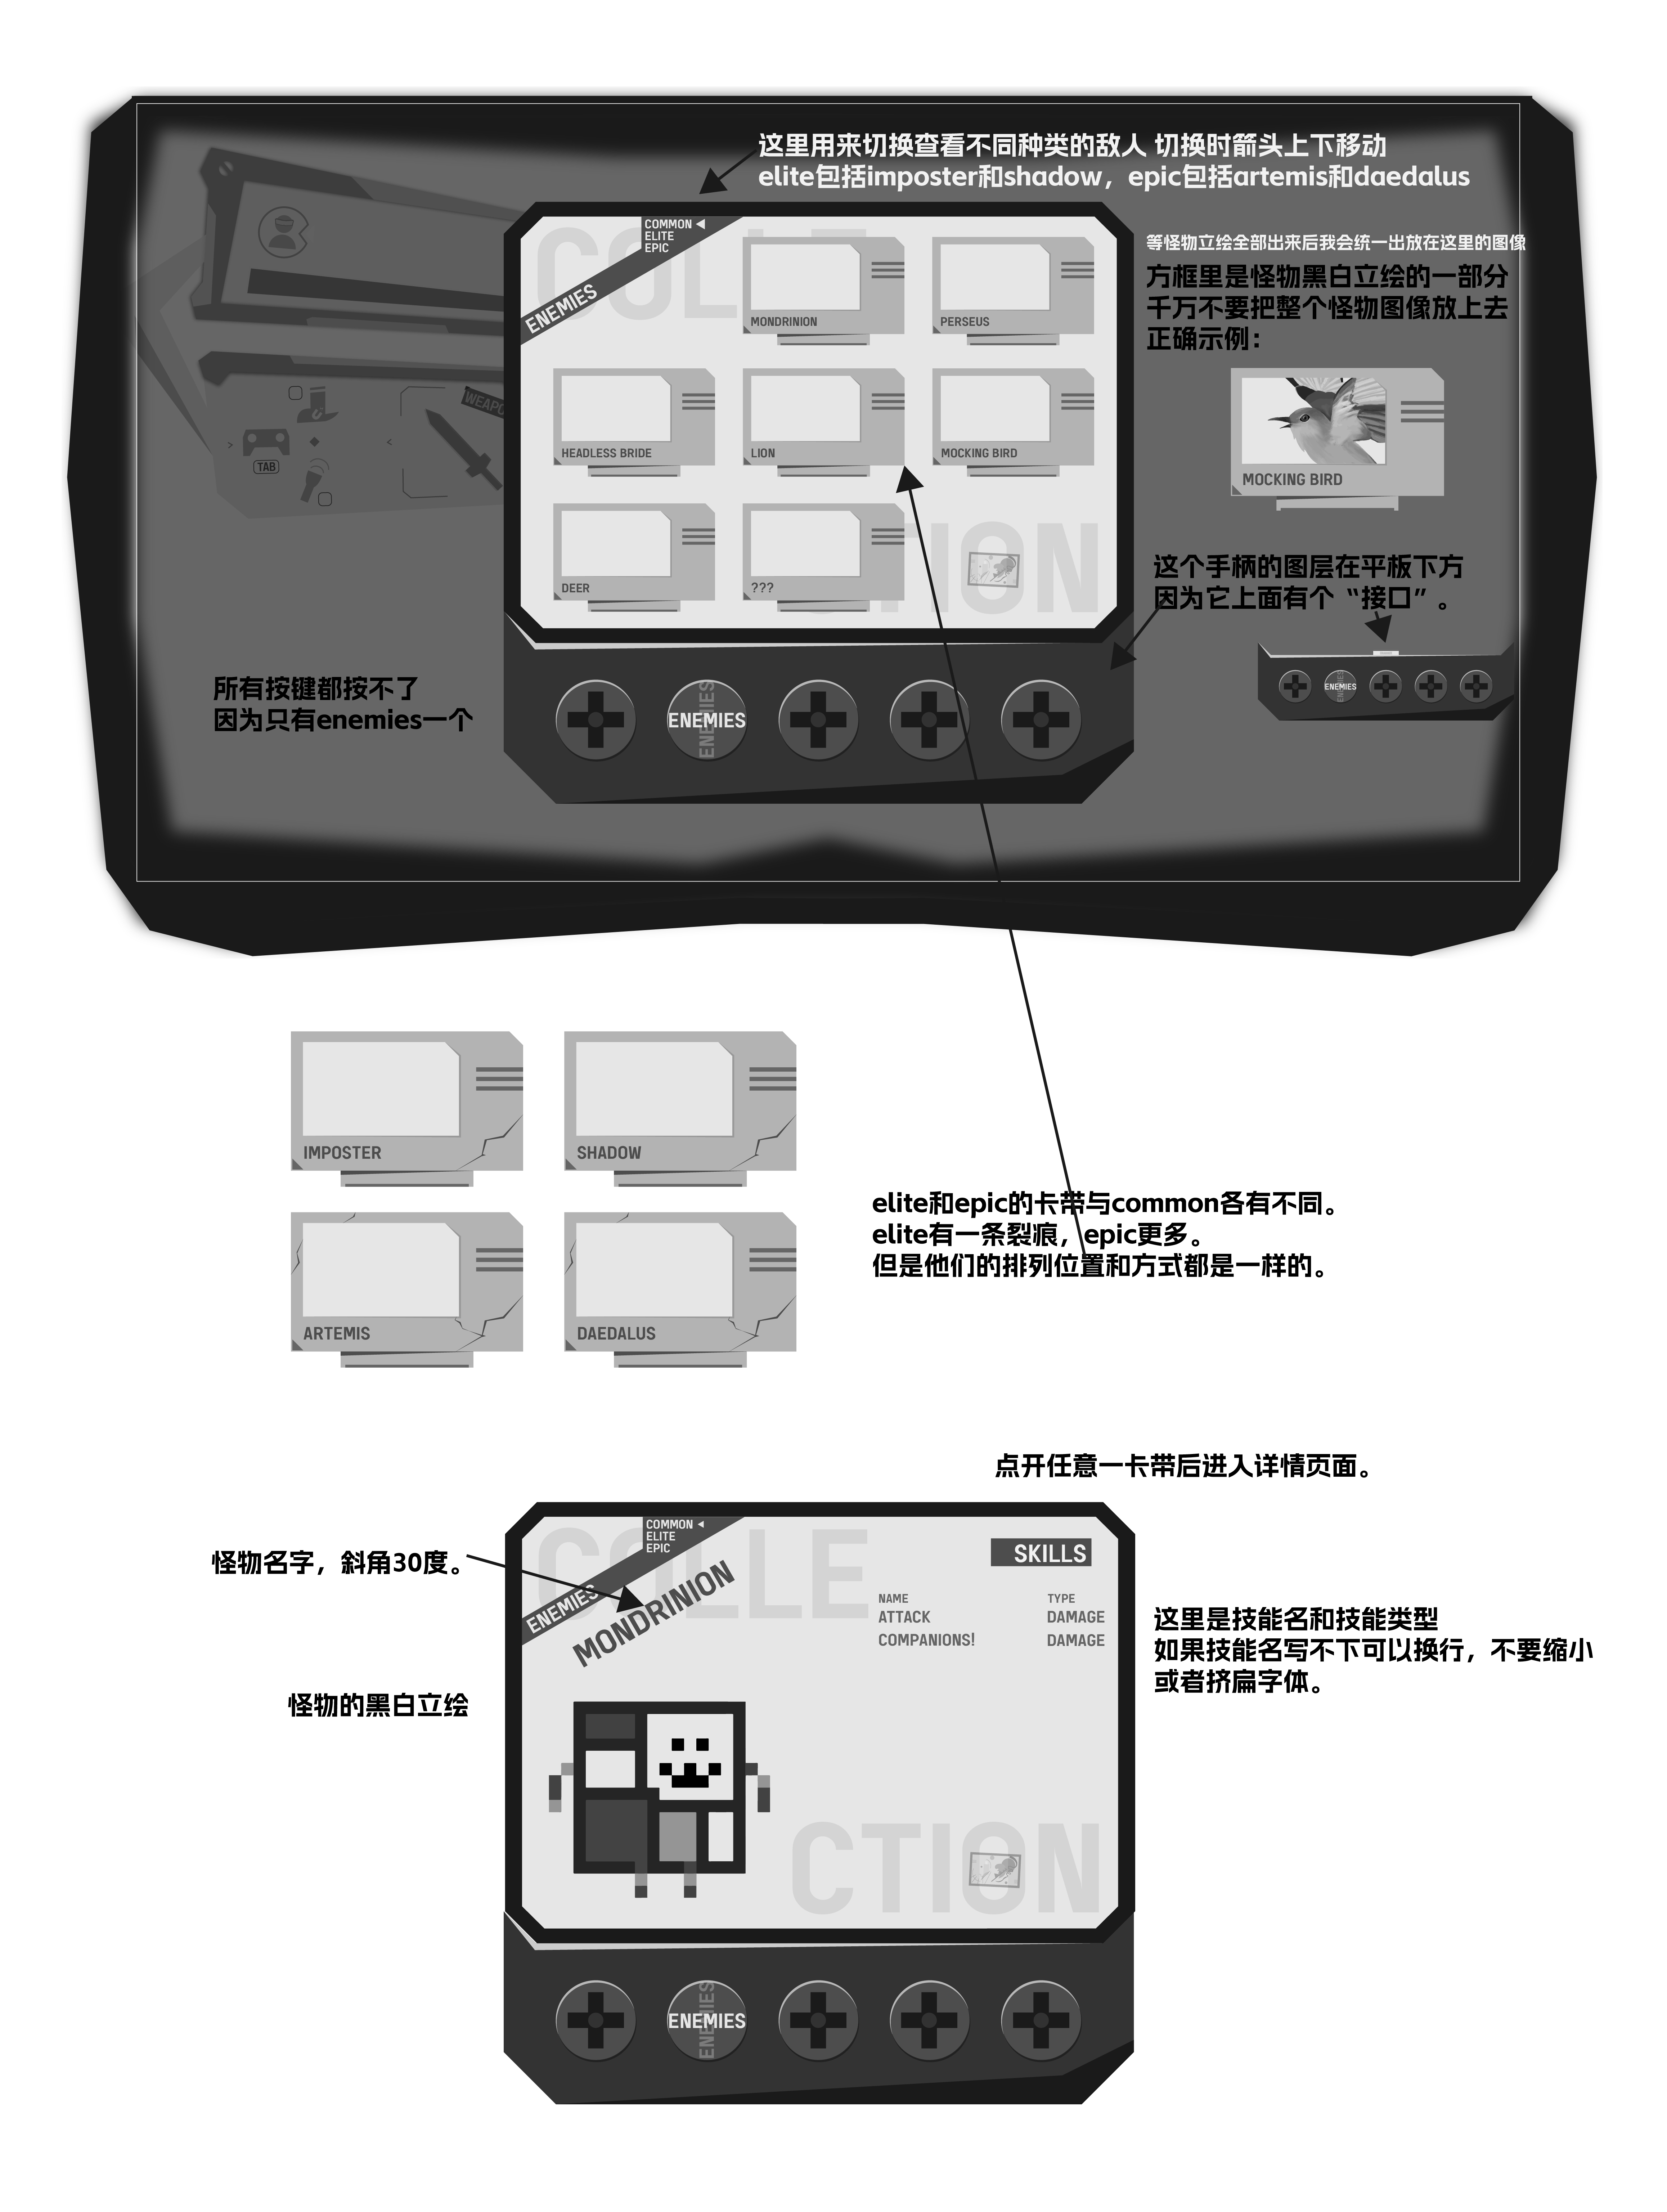 这里用来切换查看不同种类的敌人 切换时箭头上下移动
elite包括imposter和shadow，epic包括artemis和daedalus
COLLE
COMMON
ELITE
EPIC
ENEMIES
MONDRINION
PERSEUS
等怪物立绘全部出来后我会统一出放在这里的图像
方框里是怪物黑白立绘的一部分
千万不要把整个怪物图像放上去
正确示例：
WEAPO
TAB
HEADLESS BRIDE
LION
MOCKING BIRD
MOCKING BIRD
DEER
???
TION
这个手柄的图层在平板下方
因为它上面有个“接口”。
所有按键都按不了
因为只有enemies一个
ENEMIES
ENEMIES
ENEMIES
ENEMIES
IMPOSTER
SHADOW
ARTEMIS
DAEDALUS
elite和epic的卡带与common各有不同。
elite有一条裂痕，epic更多。
但是他们的排列位置和方式都是一样的。
点开任意一卡带后进入详情页面。
怪物名字，斜角30度。
COLLE
COMMON
ELITE
EPIC
ENEMIES
MONDRINION
SKILLS
NAME TYPE
ATTACK DAMAGE
COMPANIONS! DAMAGE
这里是技能名和技能类型
如果技能名写不下可以换行，不要缩小
或者挤扁字体。
怪物的黑白立绘
CTION
ENEMIES
ENEMIES